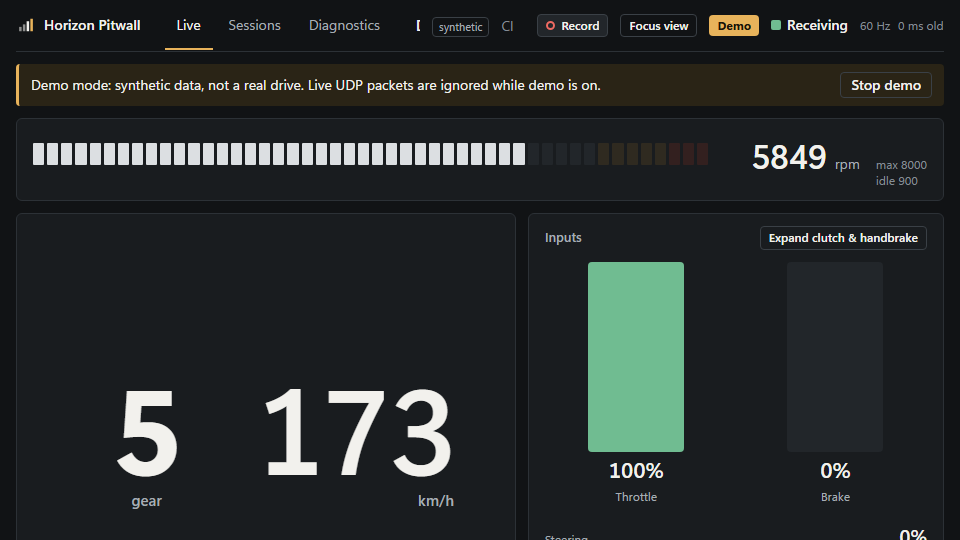 Horizon Pitwall Live Sessions Diagnostics synthetic Record Focus view Demo Receiving 60 Hz 0 ms old
Demo mode: synthetic data, not a real drive. Live UDP packets are ignored while demo is on. Stop demo
5849 rpm max 8000
idle 900
Inputs Expand clutch & handbrake
5 173
gear km/h
100% 0%
Throttle Brake
Steering 0%